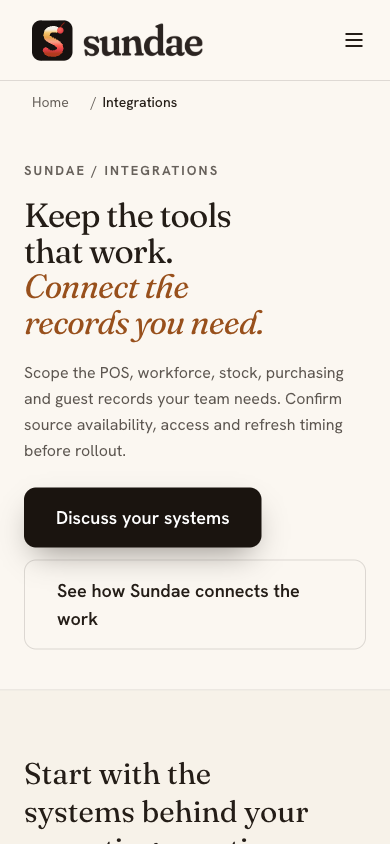 sundae
Home / Integrations
SUNDAE / INTEGRATIONS
Keep the tools
that work.
Connect the
records you need.
Scope the POS, workforce, stock, purchasing
and guest records your team needs. Confirm
source availability, access and refresh timing
before rollout.
Discuss your systems
See how Sundae connects the
work
Start with the
systems behind your